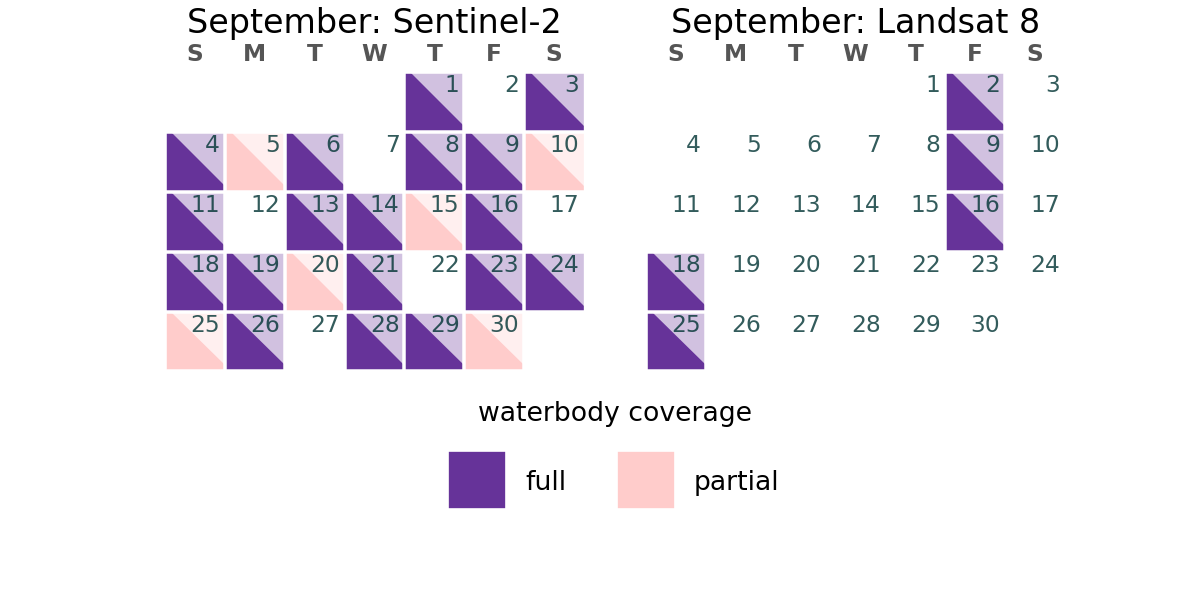 September: Sentinel-2
S M T W T F S
1 2 3
4 5 6 7 8 9 10
11 12 13 14 15 16 17
18 19 20 21 22 23 24
25 26 27 28 29 30
September: Landsat 8
S M T W T F S
1 2 3
4 5 6 7 8 9 10
11 12 13 14 15 16 17
18 19 20 21 22 23 24
25 26 27 28 29 30
waterbody coverage
full partial